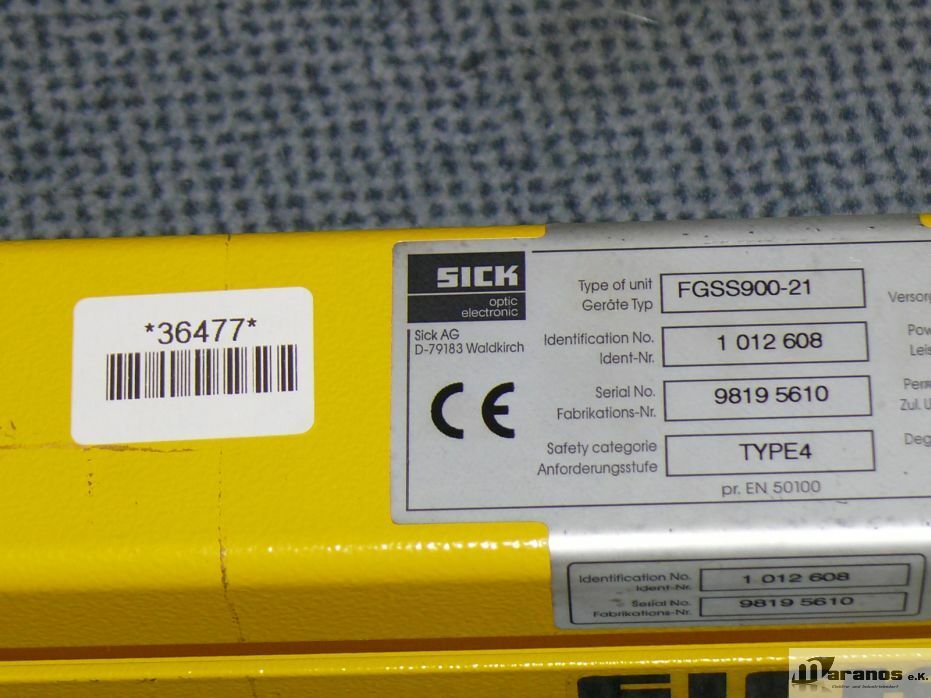 *36477*
SICK
optic
electronic
Sick AG
D-79183 Waldkirch
CE
Type of unit
Geräte Typ
FGSS900-21
Identification No.
Ident-Nr.
1 012 608
Serial No.
Fabrikations-Nr.
9819 5610
Safety categorie
Anforderungsstufe
TYPE4
pr. EN 50100
Identification No.
Ident-Nr.
1 012 608
Serial No.
Fabrikations-Nr.
9819 5610
maranos e.K.